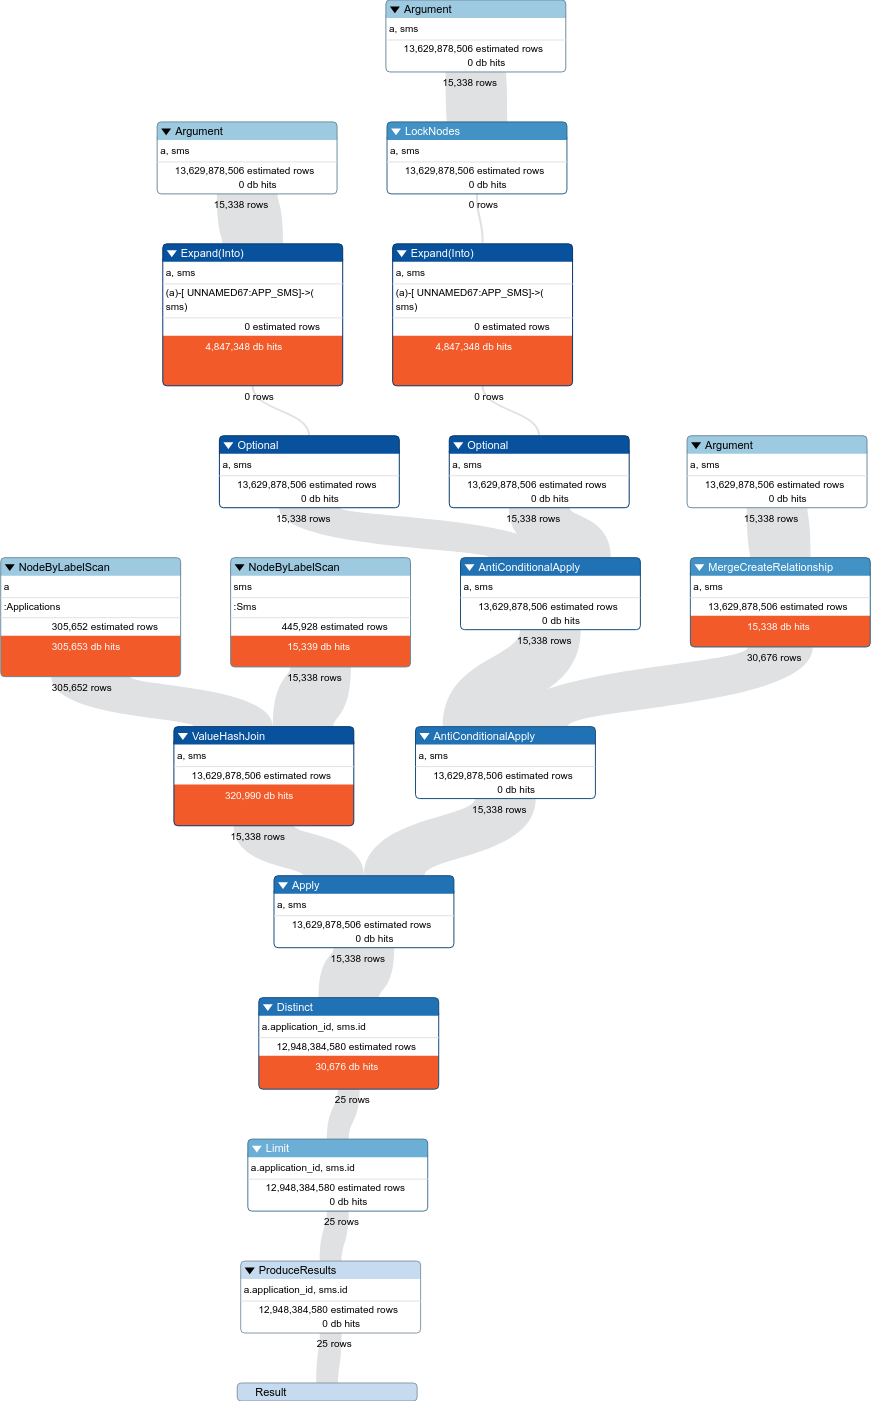 Argument
a, sms
13,629,878,506 estimated rows
0 db hits
15,338 rows
Argument
a, sms
13,629,878,506 estimated rows
0 db hits
15,338 rows
LockNodes
a, sms
13,629,878,506 estimated rows
0 db hits
0 rows
Expand(Into)
a, sms
(a)-[ UNNAMED67:APP_SMS]->(
sms)
0 estimated rows
4,847,348 db hits
0 rows
Expand(Into)
a, sms
(a)-[ UNNAMED67:APP_SMS]->(
sms)
0 estimated rows
4,847,348 db hits
0 rows
Optional
a, sms
13,629,878,506 estimated rows
0 db hits
15,338 rows
Optional
a, sms
13,629,878,506 estimated rows
0 db hits
15,338 rows
Argument
a, sms
13,629,878,506 estimated rows
0 db hits
15,338 rows
NodeByLabelScan
a
:Applications
305,652 estimated rows
305,653 db hits
305,652 rows
NodeByLabelScan
sms
:Sms
445,928 estimated rows
15,339 db hits
15,338 rows
AntiConditionalApply
a, sms
13,629,878,506 estimated rows
0 db hits
15,338 rows
MergeCreateRelationship
a, sms
13,629,878,506 estimated rows
15,338 db hits
30,676 rows
ValueHashJoin
a, sms
13,629,878,506 estimated rows
320,990 db hits
15,338 rows
AntiConditionalApply
a, sms
13,629,878,506 estimated rows
0 db hits
15,338 rows
Apply
a, sms
13,629,878,506 estimated rows
0 db hits
15,338 rows
Distinct
a.application_id, sms.id
12,948,384,580 estimated rows
30,676 db hits
25 rows
Limit
a.application_id, sms.id
12,948,384,580 estimated rows
0 db hits
25 rows
ProduceResults
a.application_id, sms.id
12,948,384,580 estimated rows
0 db hits
25 rows
Result